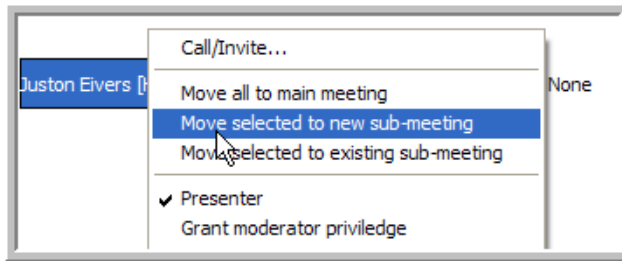 Call/Invite...
Juston Eivers [H
None
Move all to main meeting
Move selected to new sub-meeting
Move selected to existing sub-meeting
Presenter
Grant moderator priviledge